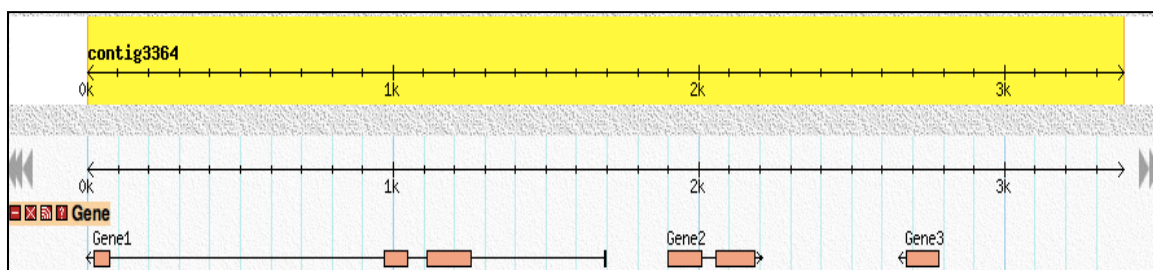 contig3364
0k 1k 2k 3k
0k 1k 2k 3k
? Gene
Gene1 Gene2 Gene3